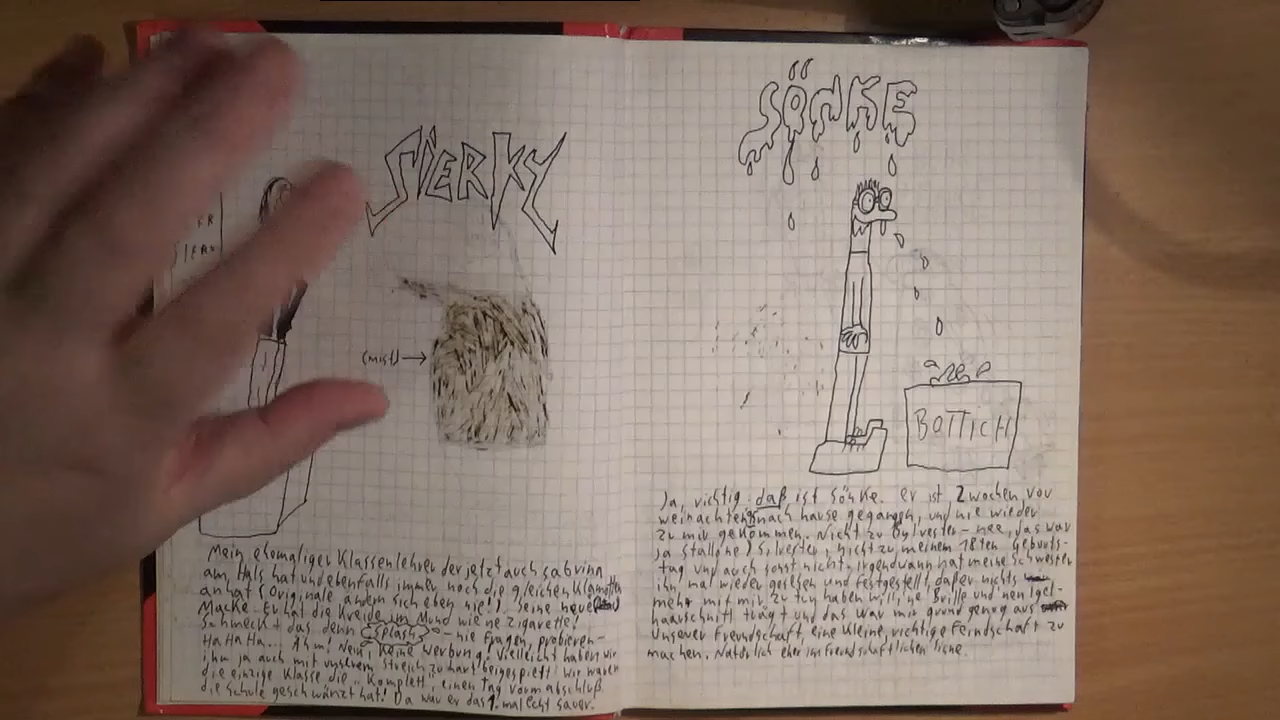 SIERKY
(mist)
Mein ehemaliger Klassenlehrer der jetzt auch sabrina
am Hals hat und ebenfalls immer noch die gleichen Klamotten
an hat (Originale ändern sich eben nie!). Seine neue
Macke: Er hat die Kreide im Mund wie ne Zigarette!
Schmeckt das denn splash - nie fragen, probieren-
HaHaHa... Ähm! Nein! Keine Werbung! Vielleicht haben wir
ihm ja auch mit unserem Streich zu hart beigespielt: wir waren
die einzige Klasse die "Komplett" einen Tag vorm abschluß
die schule geschwänzt hat! Da war er das 1. mal echt sauer.
SÖNKE
BOTTICH
Ja, richtig: daß ist Sönke. er ist 2 wochen vor
weinachten nach hause gegangen, und nie wieder
zu mir gekommen. Nicht zu Sylvester - nee, das war
ja Stallone) Silvester, nicht zu meinem 18ten Geburts-
tag und auch sonst nicht. irgendwann hat meine schwester
ihn mal wieder gesehen und festgestellt, daß er nichts
mehr mit mir zu tun haben will, ne Brille und nen igel-
haarschnitt trägt und das war mir grund genug aus
Unserer Freundschaft, eine Kleine, richtige Feindschaft zu
machen. Natürlich eher im Freundschaftlichen sinne.